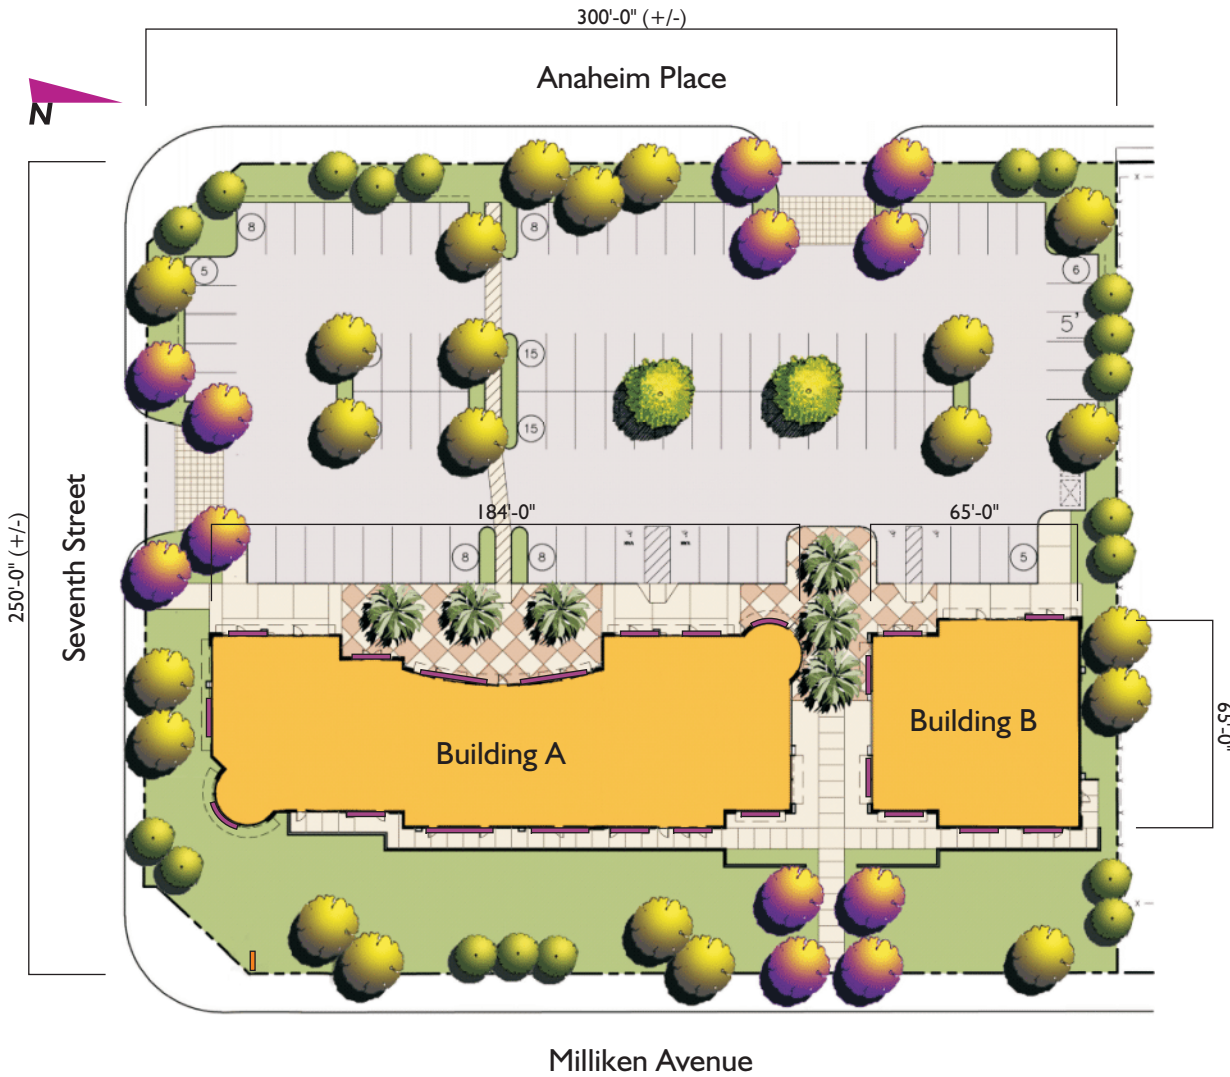 300'-0" (+/-)
Anaheim Place
N
8
8
5
6
5'
15
15
Seventh Street
250'-0" (+/-)
184'-0"
65'-0"
8
8
5
65'-0"
Building A
Building B
Milliken Avenue